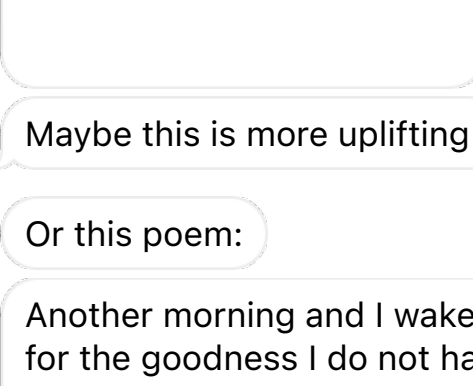 Maybe this is more uplifting
Or this poem:
Another morning and I wake
for the goodness I do not